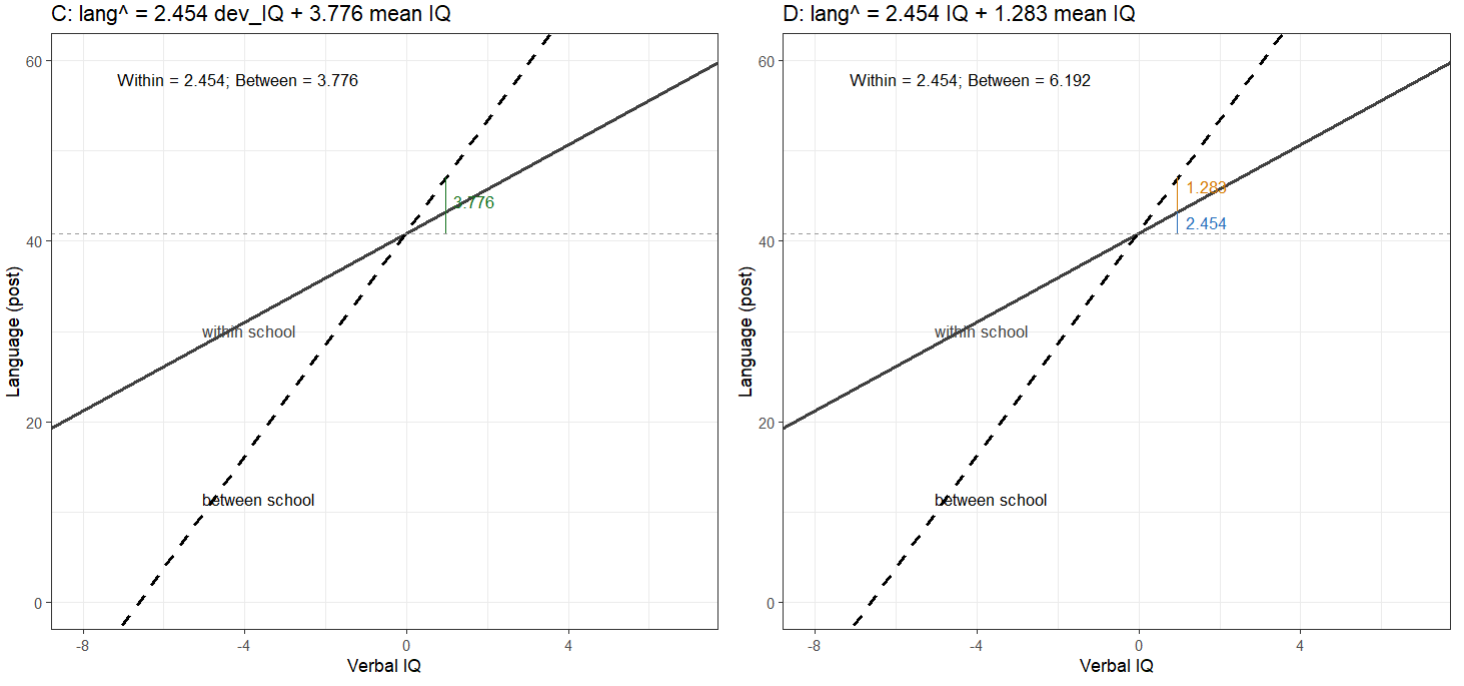 C: lang^ = 2.454 dev_IQ + 3.776 mean IQ
Within = 2.454; Between = 3.776
3.776
within school
between school
60
40
20
0
-8
-4
0
4
Verbal IQ
Language (post)
D: lang^ = 2.454 IQ + 1.283 mean IQ
Within = 2.454; Between = 6.192
1.283
2.454
within school
between school
60
40
20
0
-8
-4
0
4
Verbal IQ
Language (post)